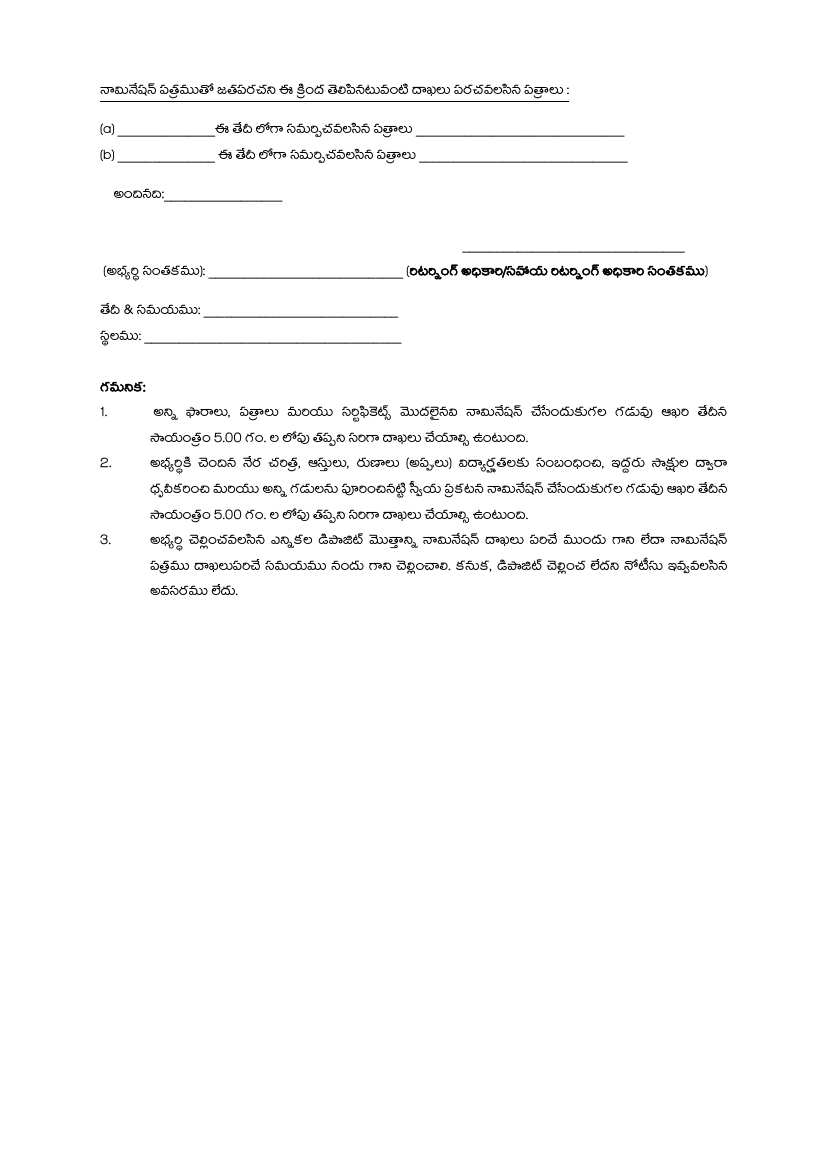 నామినేషన్ పత్రముతో జతపరచని ఈ క్రింద తెలిపినటువంటి దాఖలు పరచవలసిన పత్రాలు :
(a) ______________ఈ తేది లోగా సమర్పించవలసిన పత్రాలు ______________________________
(b) ______________ ఈ తేది లోగా సమర్పించవలసిన పత్రాలు ______________________________
అందినది:_________________
________________________________
(అభ్యర్ధి సంతకము): ____________________________ (రిటర్నింగ్ అధికారి/సహాయ రిటర్నింగ్ అధికారి సంతకము)
తేది & సమయము: ____________________________
స్థలము: _____________________________________
గమనిక:
1. అన్ని ఫారాలు, పత్రాలు మరియు సర్టిఫికెట్స్ మొదలైనవి నామినేషన్ చేసేందుకుగల గడువు ఆఖరి తేదిన
సాయంత్రం 5.00 గం. ల లోపు తప్పని సరిగా దాఖలు చేయాల్సి ఉంటుంది.
2. అభ్యర్ధికి చెందిన నేర చరిత్ర, ఆస్తులు, రుణాలు (అప్పులు) విద్యార్హతలకు సంబంధించి, ఇద్దరు సాక్షుల ద్వారా
ధృవీకరించి మరియు అన్ని గడులను పూరించినట్టి స్వీయ ప్రకటన నామినేషన్ చేసేందుకుగల గడువు ఆఖరి తేదిన
సాయంత్రం 5.00 గం. ల లోపు తప్పని సరిగా దాఖలు చేయాల్సి ఉంటుంది.
3. అభ్యర్ధి చెల్లించవలసిన ఎన్నికల డిపాజిట్ మొత్తాన్ని నామినేషన్ దాఖలు పరిచే ముందు గాని లేదా నామినేషన్
పత్రము దాఖలుపరిచే సమయము నందు గాని చెల్లించాలి. కనుక, డిపాజిట్ చెల్లించ లేదని నోటీసు ఇవ్వవలసిన
అవసరము లేదు.